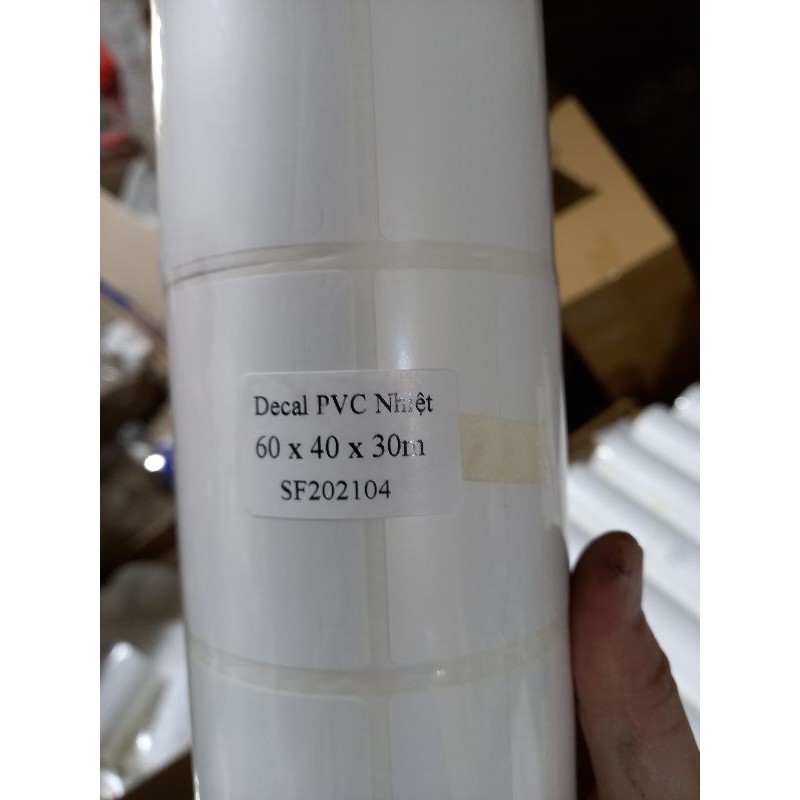 Decal PVC Nhiệt
60 x 40 x 30m
SF202104